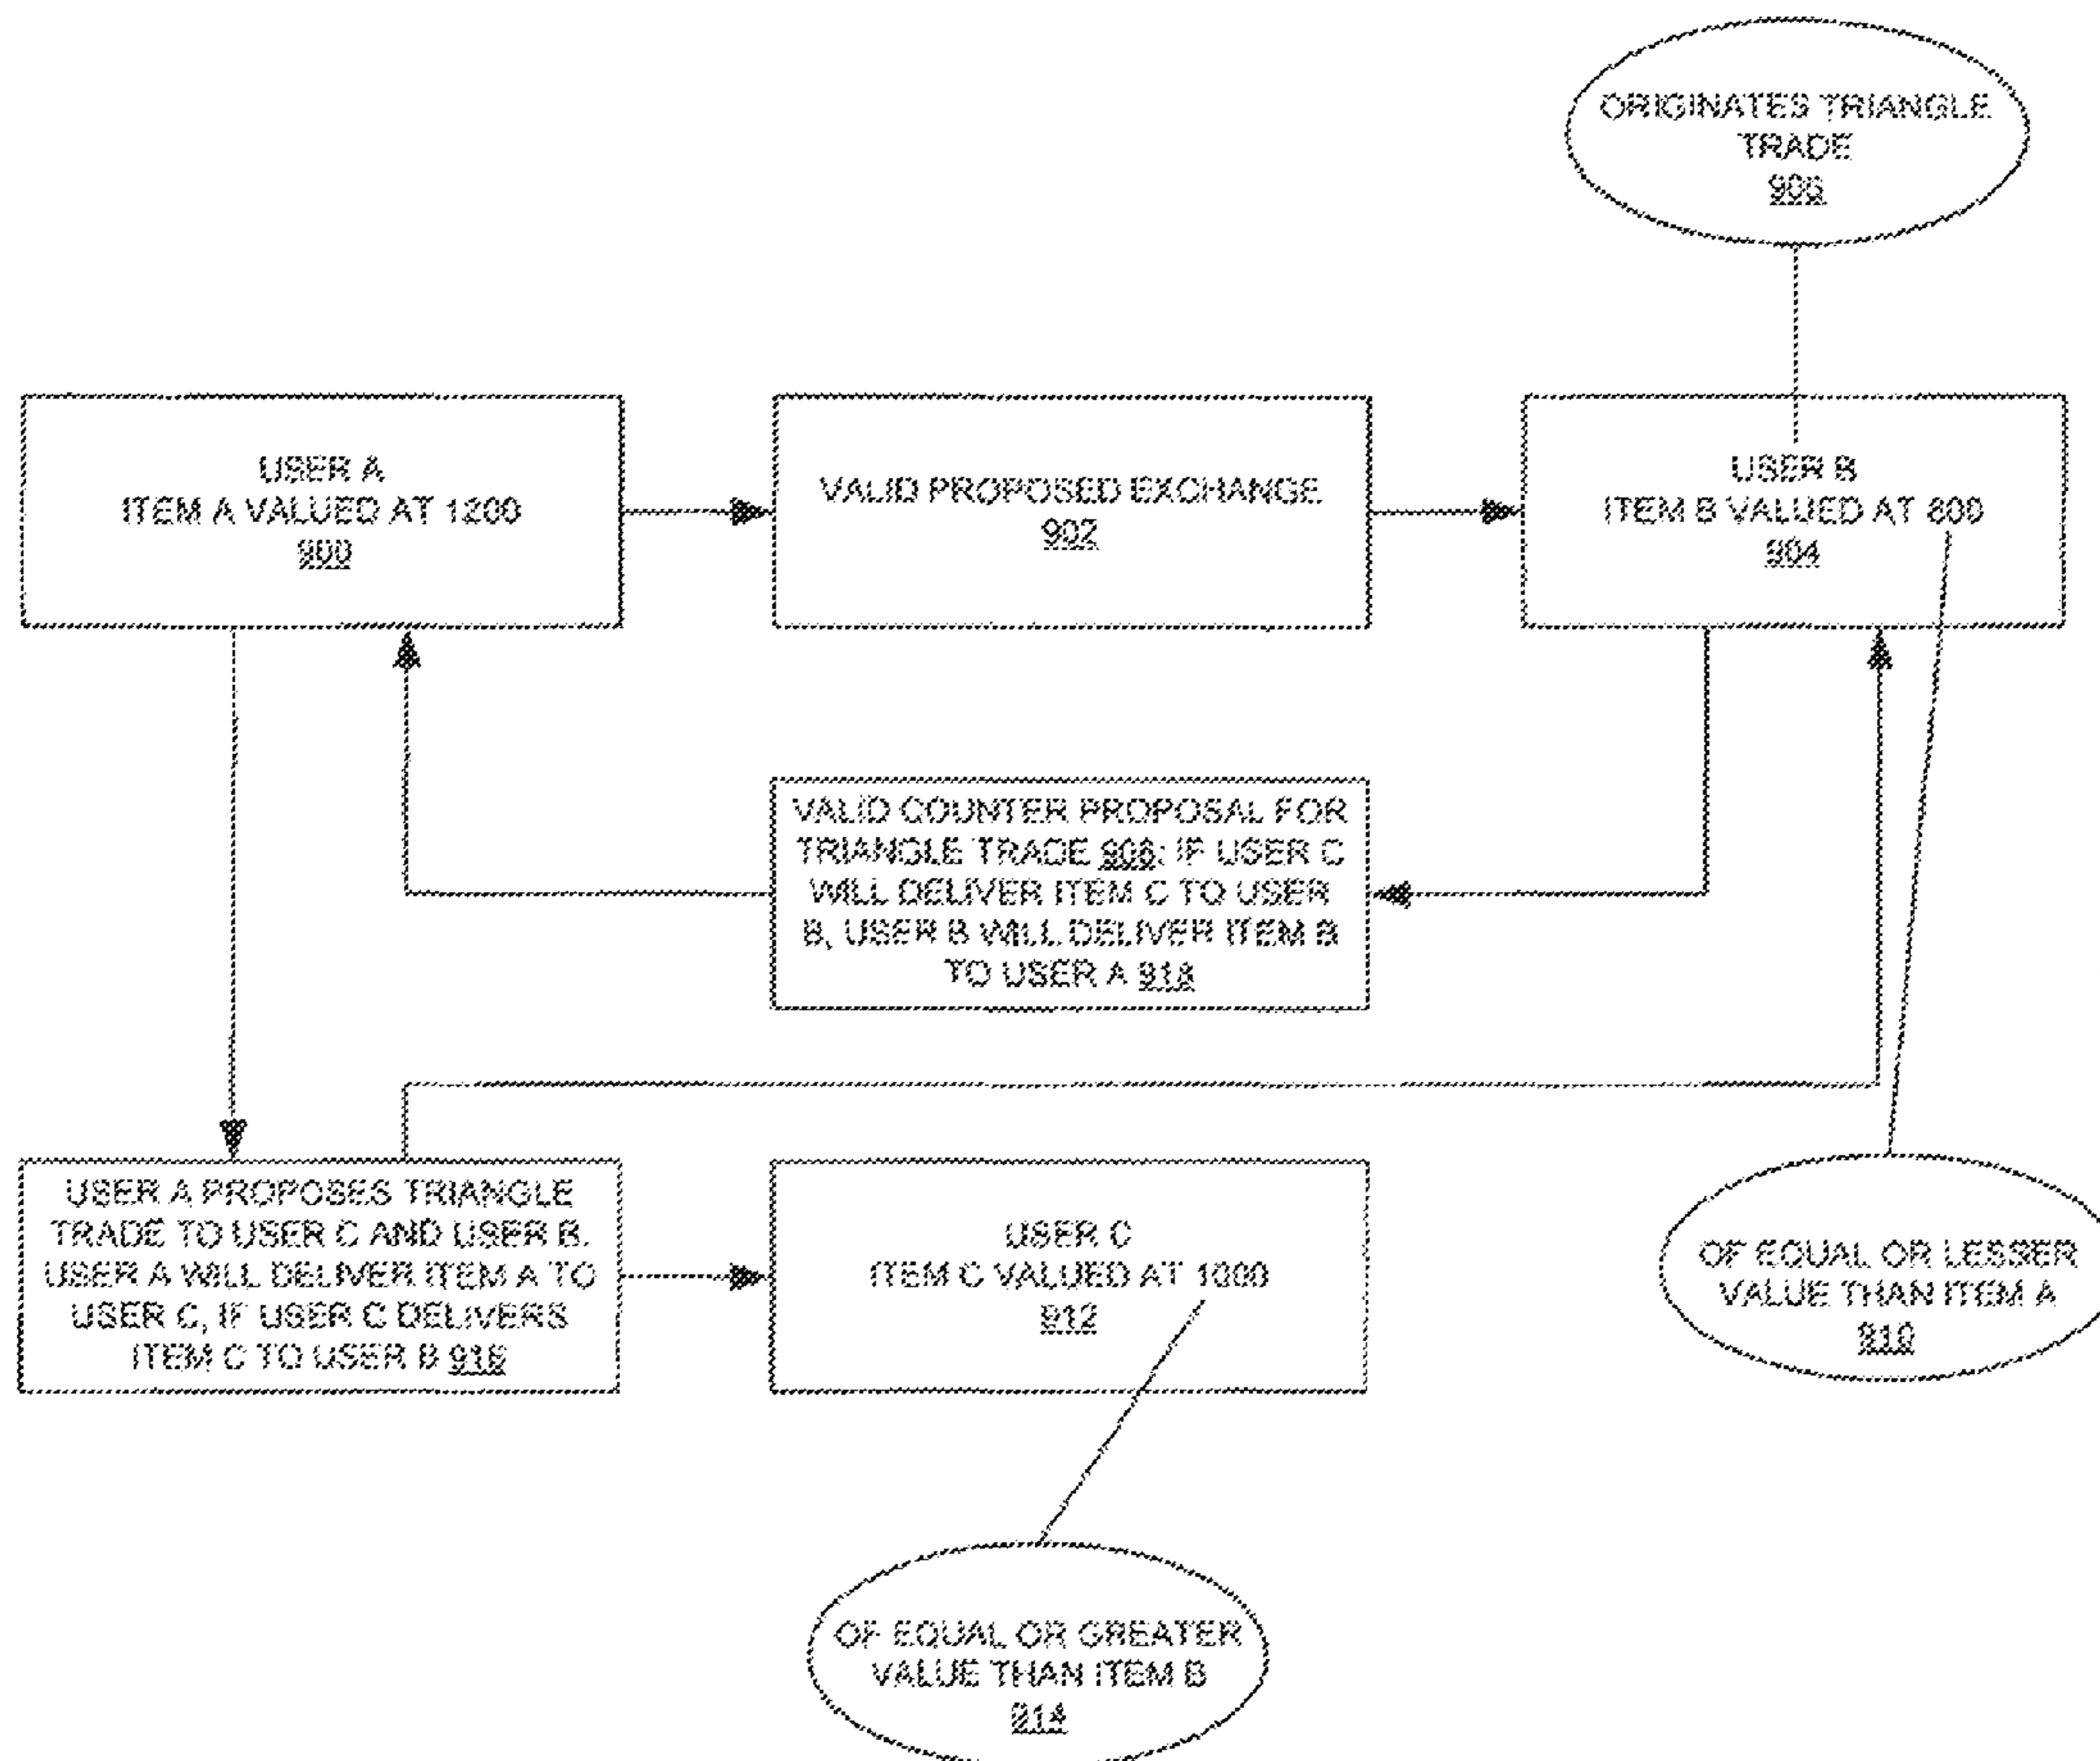 ORIGINATES TRIANGLE
TRADE
906
USER A
ITEM A VALUED AT 1200
900
VALID PROPOSED EXCHANGE
902
USER B
ITEM B VALUED AT 800
904
VALID COUNTER PROPOSAL FOR
TRIANGLE TRADE 908: IF USER C
WILL DELIVER ITEM C TO USER
B, USER B WILL DELIVER ITEM B
TO USER A 918
USER A PROPOSES TRIANGLE
TRADE TO USER C AND USER B.
USER A WILL DELIVER ITEM A TO
USER C, IF USER C DELIVERS
ITEM C TO USER B 916
USER C
ITEM C VALUED AT 1000
912
OF EQUAL OR LESSER
VALUE THAN ITEM A
910
OF EQUAL OR GREATER
VALUE THAN ITEM B
914